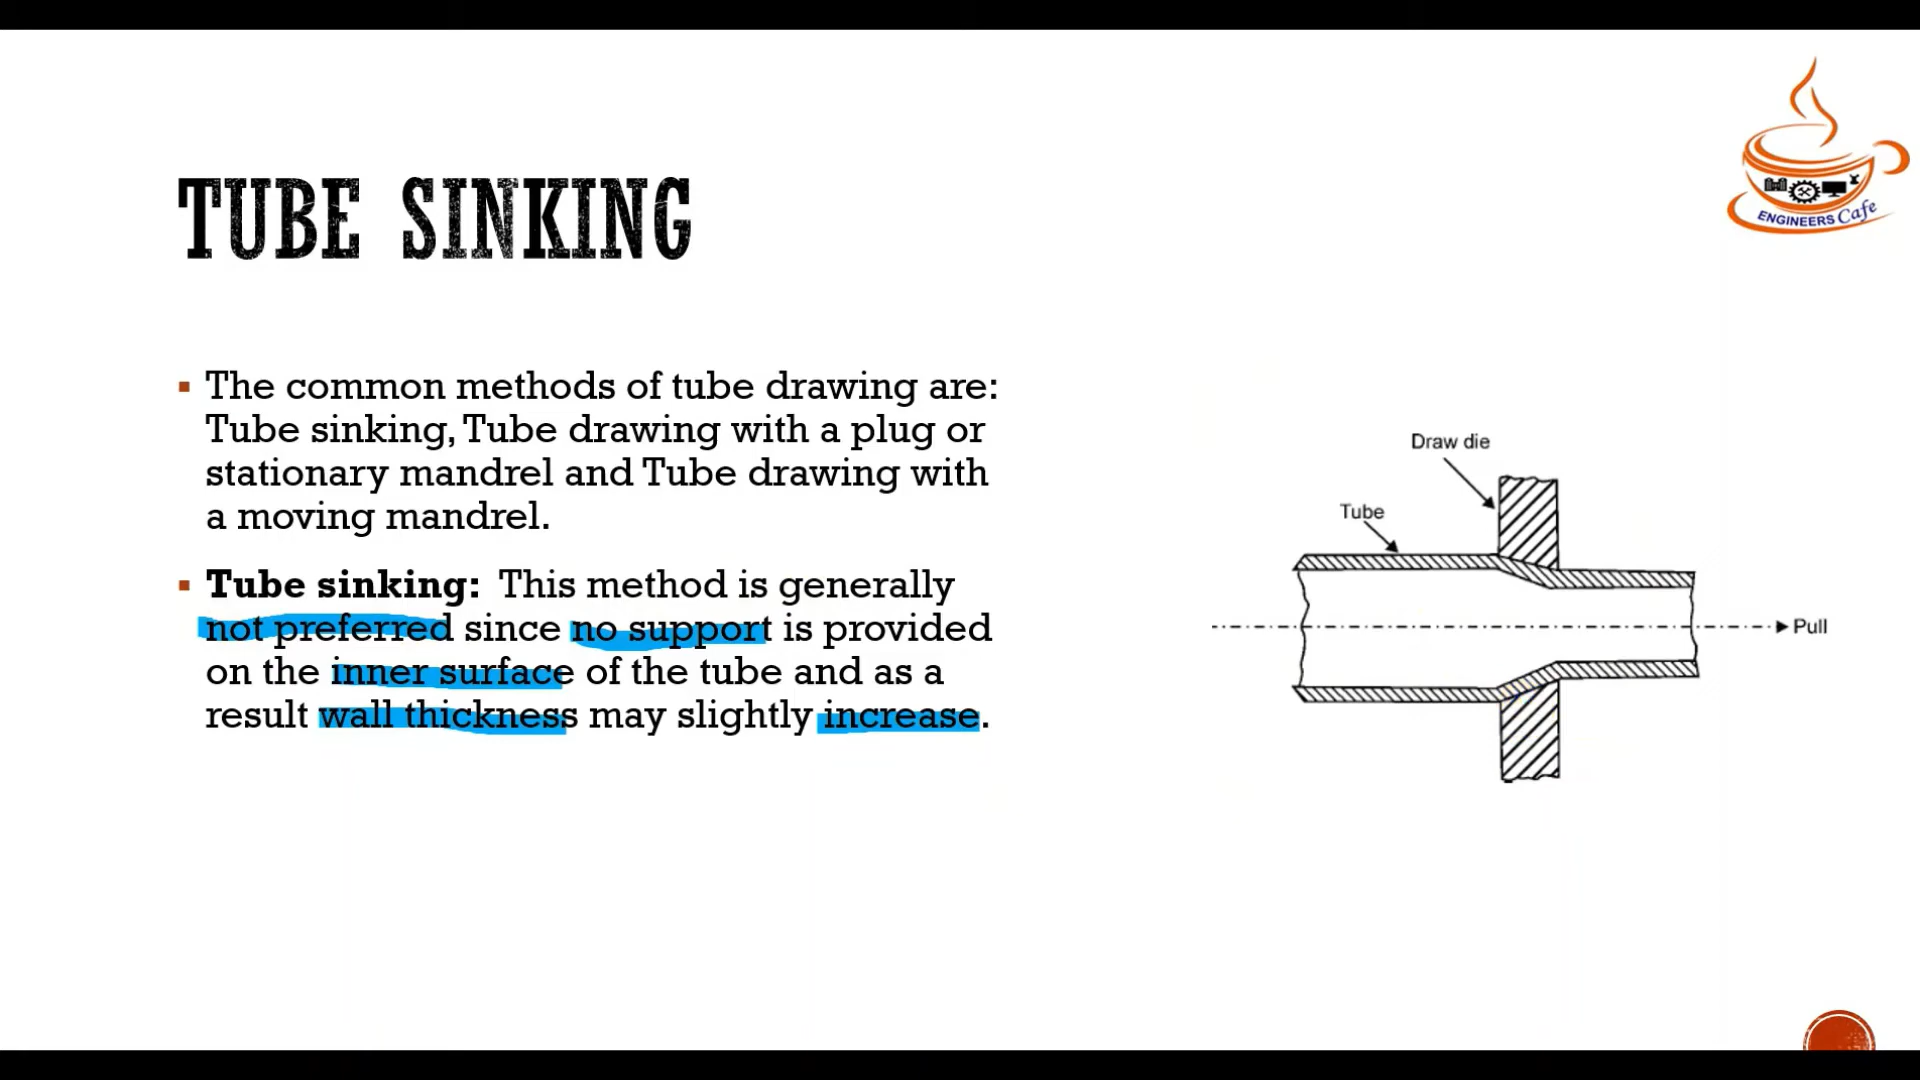 ENGINEERS Cafe
TUBE SINKING
The common methods of tube drawing are:
Tube sinking, Tube drawing with a plug or
stationary mandrel and Tube drawing with
a moving mandrel.
Tube sinking: This method is generally
not preferred since no support is provided
on the inner surface of the tube and as a
result wall thickness may slightly increase.
Draw die
Tube
Pull